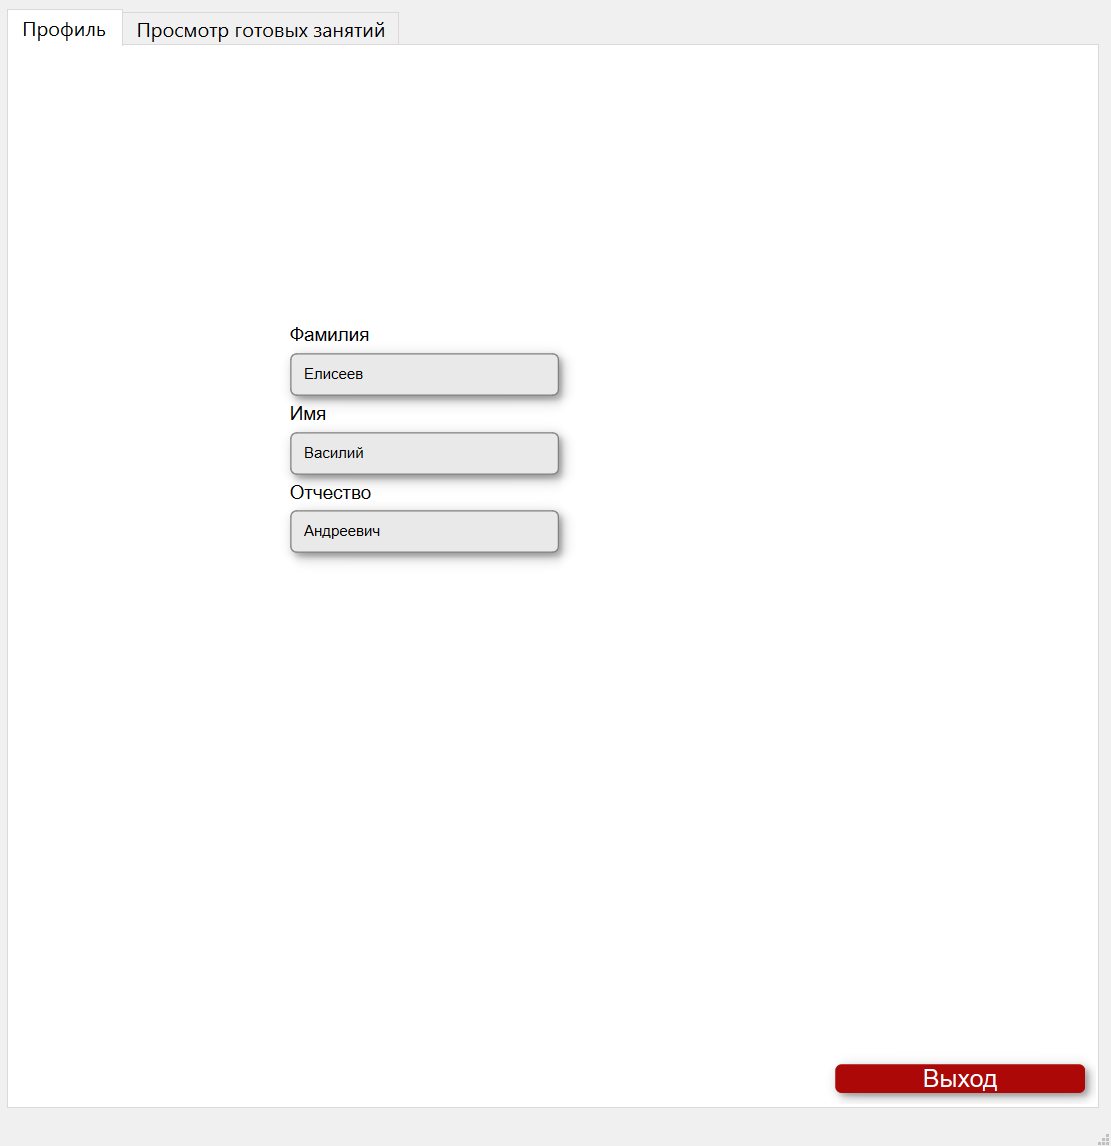 Профиль
Просмотр готовых занятий
Фамилия
Елисеев
Имя
Василий
Отчество
Андреевич
Выход